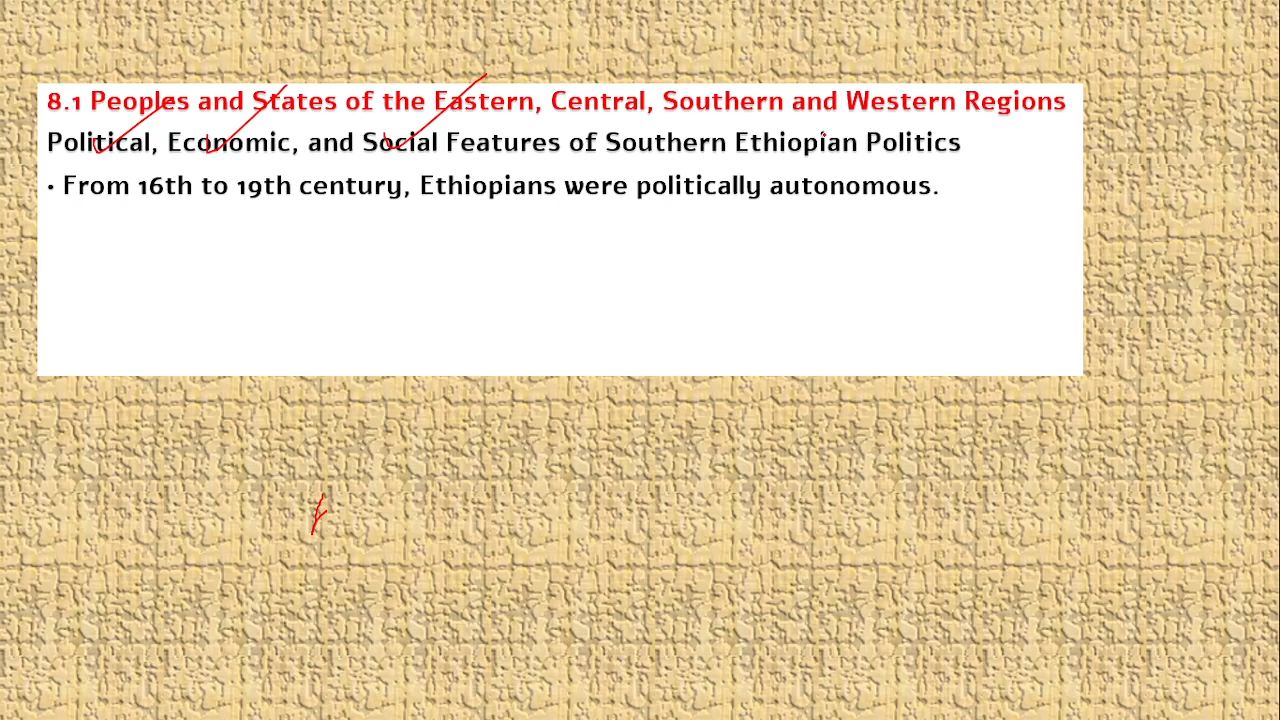 8.1 Peoples and States of the Eastern, Central, Southern and Western Regions
Political, Economic, and Social Features of Southern Ethiopian Politics
• From 16th to 19th century, Ethiopians were politically autonomous.